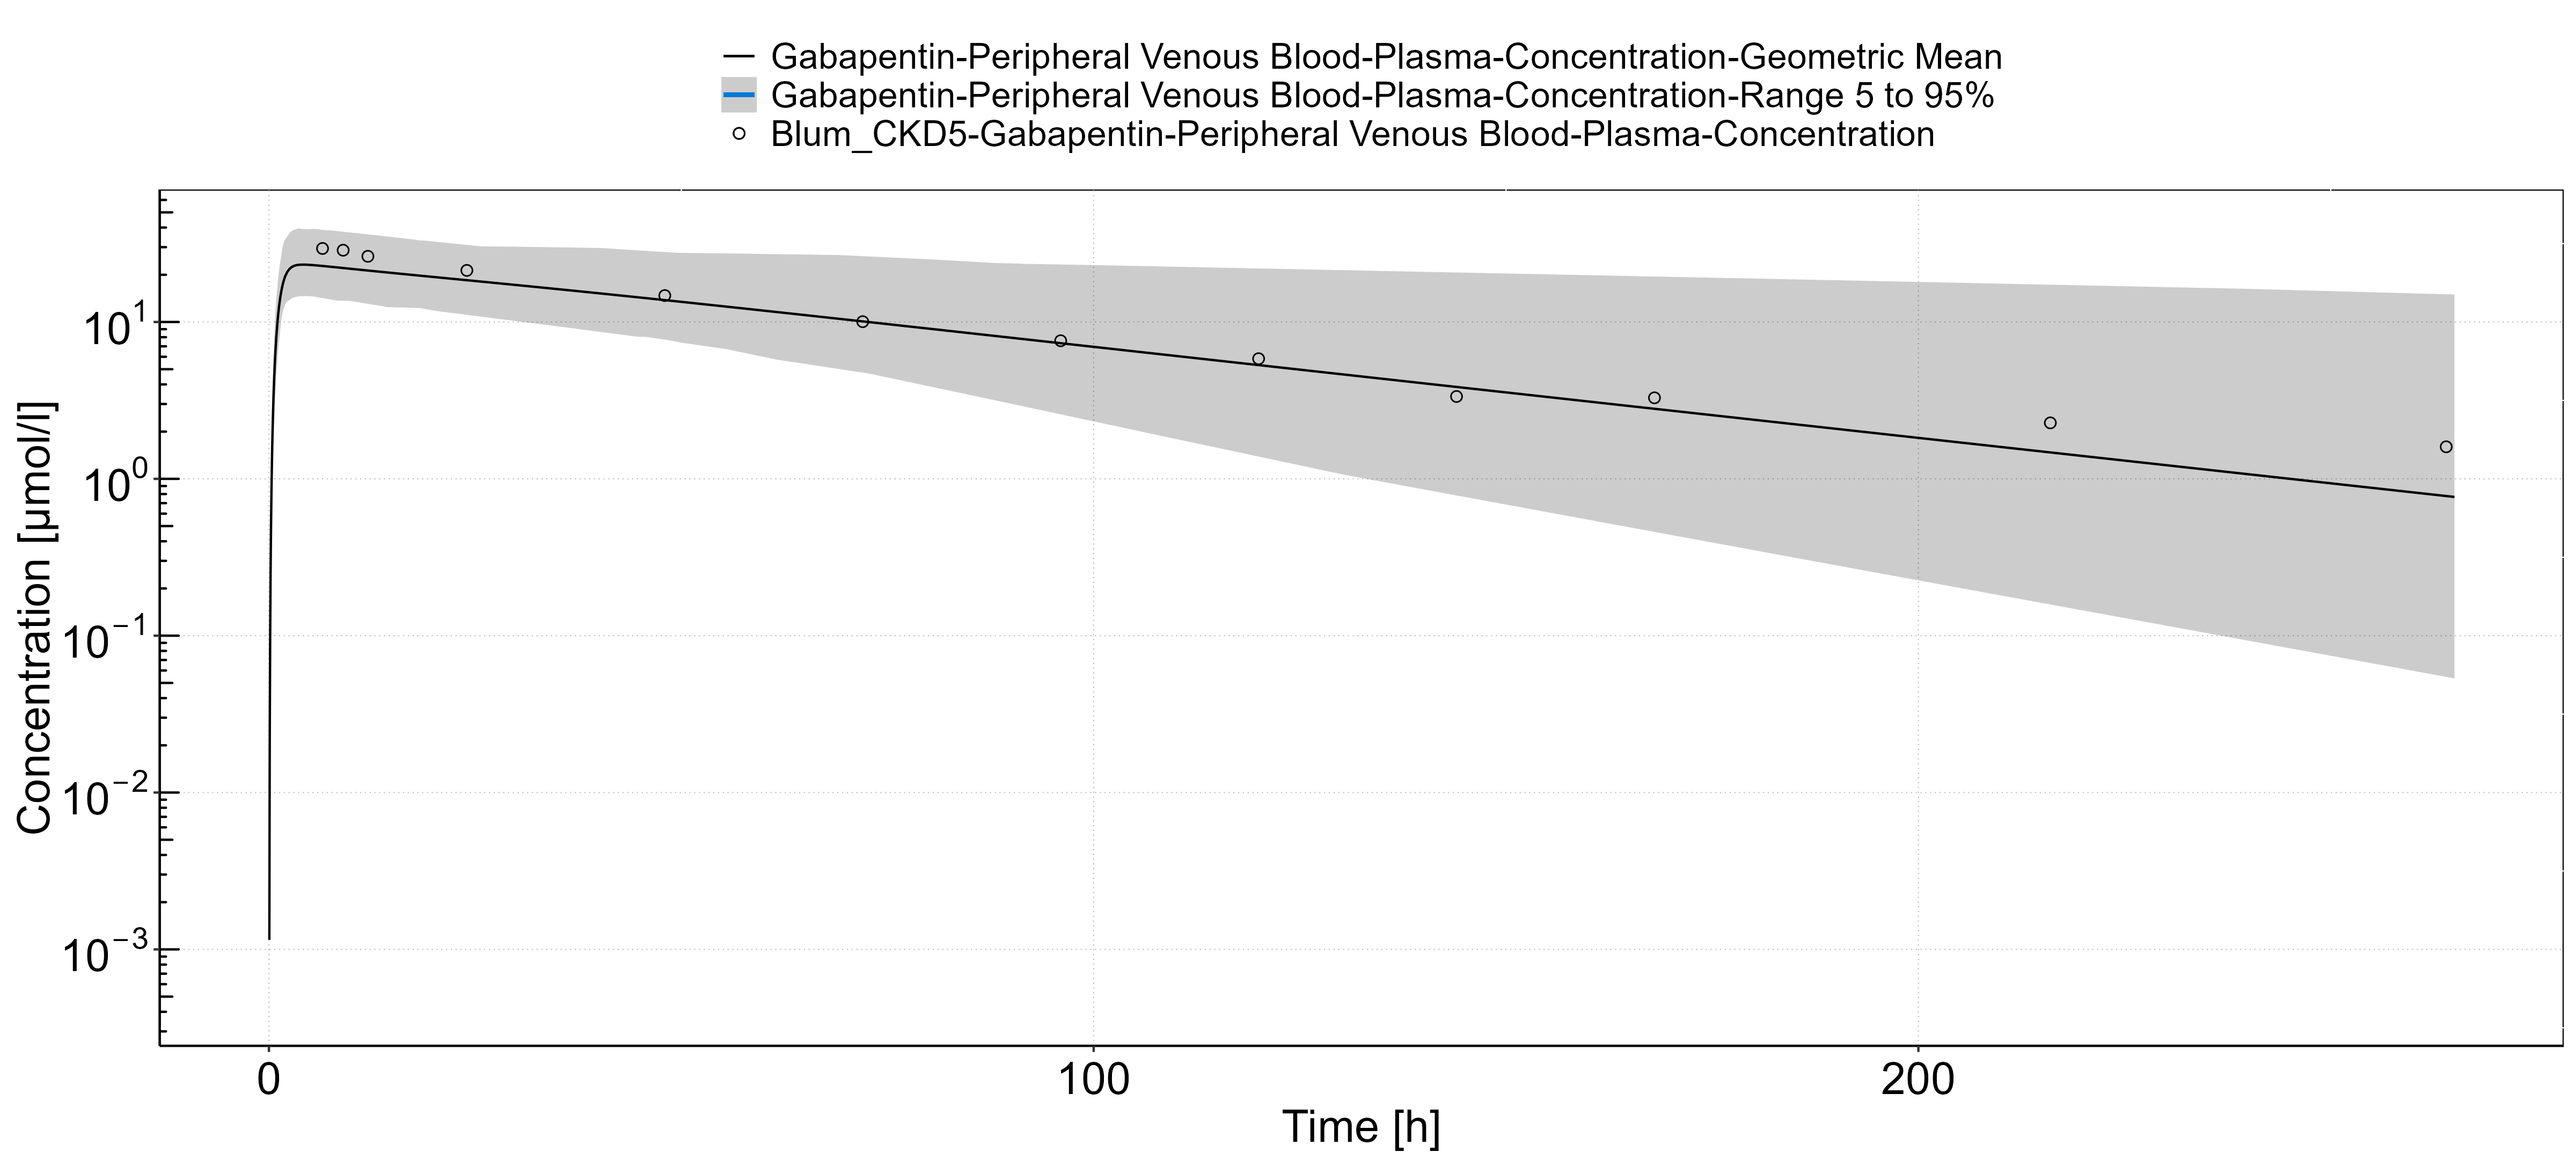 Gabapentin-Peripheral Venous Blood-Plasma-Concentration-Geometric Mean
Gabapentin-Peripheral Venous Blood-Plasma-Concentration-Range 5 to 95%
Blum_CKD5-Gabapentin-Peripheral Venous Blood-Plasma-Concentration
Concentration [µmol/l]
10¹
10⁰
10⁻¹
10⁻²
10⁻³
0 100 200
Time [h]